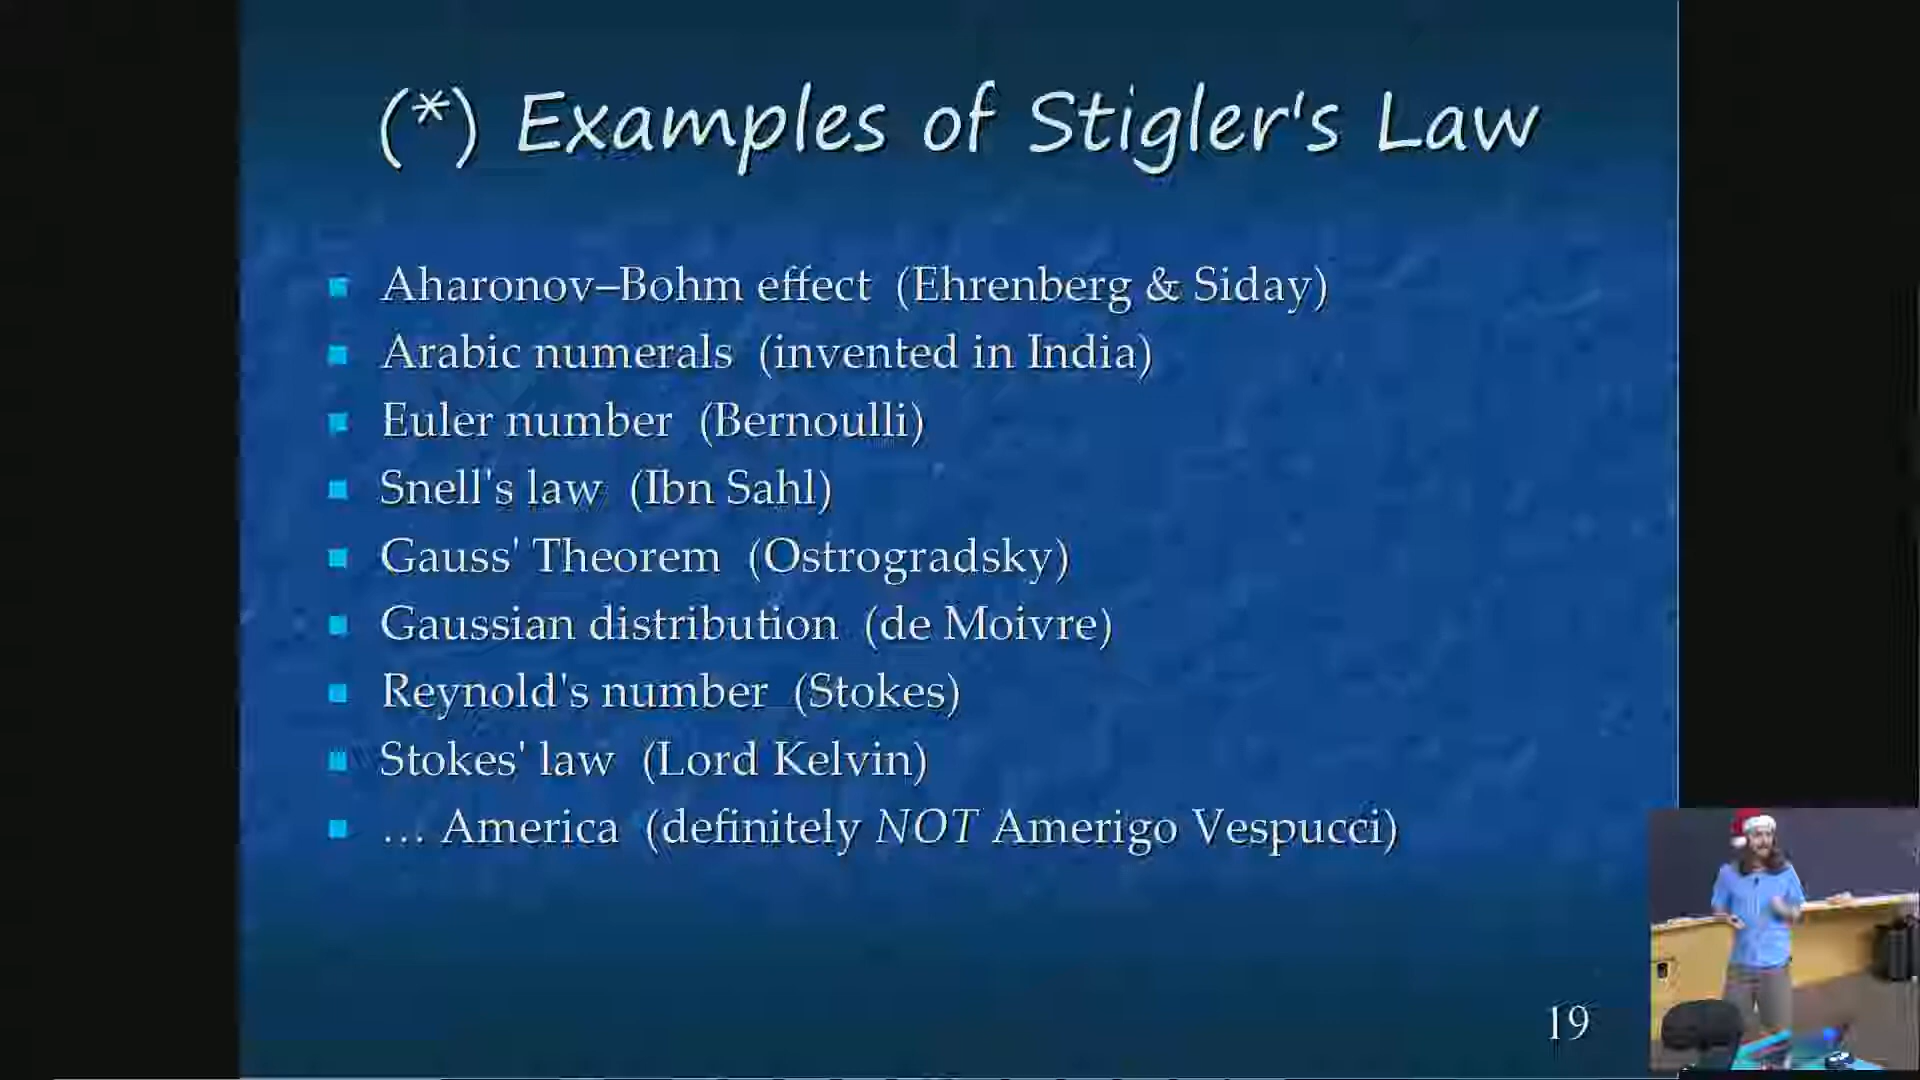 (*) Examples of Stigler's Law
Aharonov–Bohm effect (Ehrenberg & Siday)
Arabic numerals (invented in India)
Euler number (Bernoulli)
Snell's law (Ibn Sahl)
Gauss' Theorem (Ostrogradsky)
Gaussian distribution (de Moivre)
Reynold's number (Stokes)
Stokes' law (Lord Kelvin)
... America (definitely NOT Amerigo Vespucci)
19